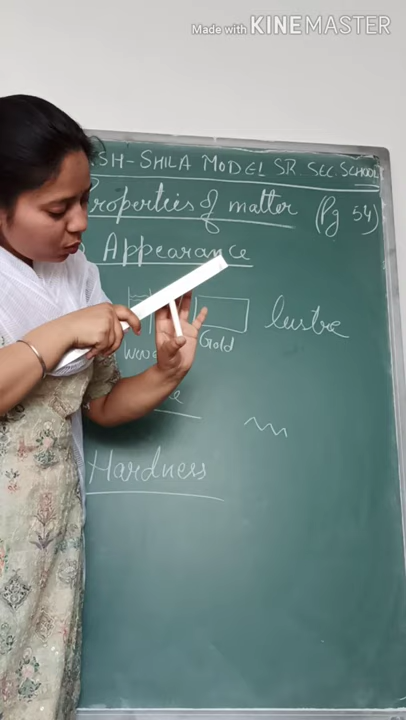 Made with KINEMASTER
SH-SHILA MODEL SR. SEC. SCHOOL
Properties of matter (Pg 54)
Appearance
lustre
Gold
Hardness